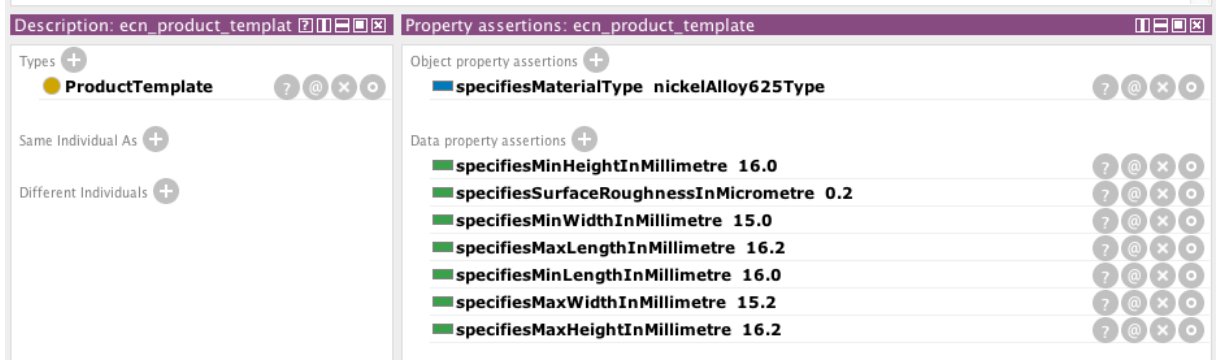 Description: ecn_product_templat
Types
ProductTemplate
Same Individual As
Different Individuals
Property assertions: ecn_product_template
Object property assertions
specifiesMaterialType nickelAlloy625Type
Data property assertions
specifiesMinHeightInMillimetre 16.0
specifiesSurfaceRoughnessInMicrometre 0.2
specifiesMinWidthInMillimetre 15.0
specifiesMaxLengthInMillimetre 16.2
specifiesMinLengthInMillimetre 16.0
specifiesMaxWidthInMillimetre 15.2
specifiesMaxHeightInMillimetre 16.2